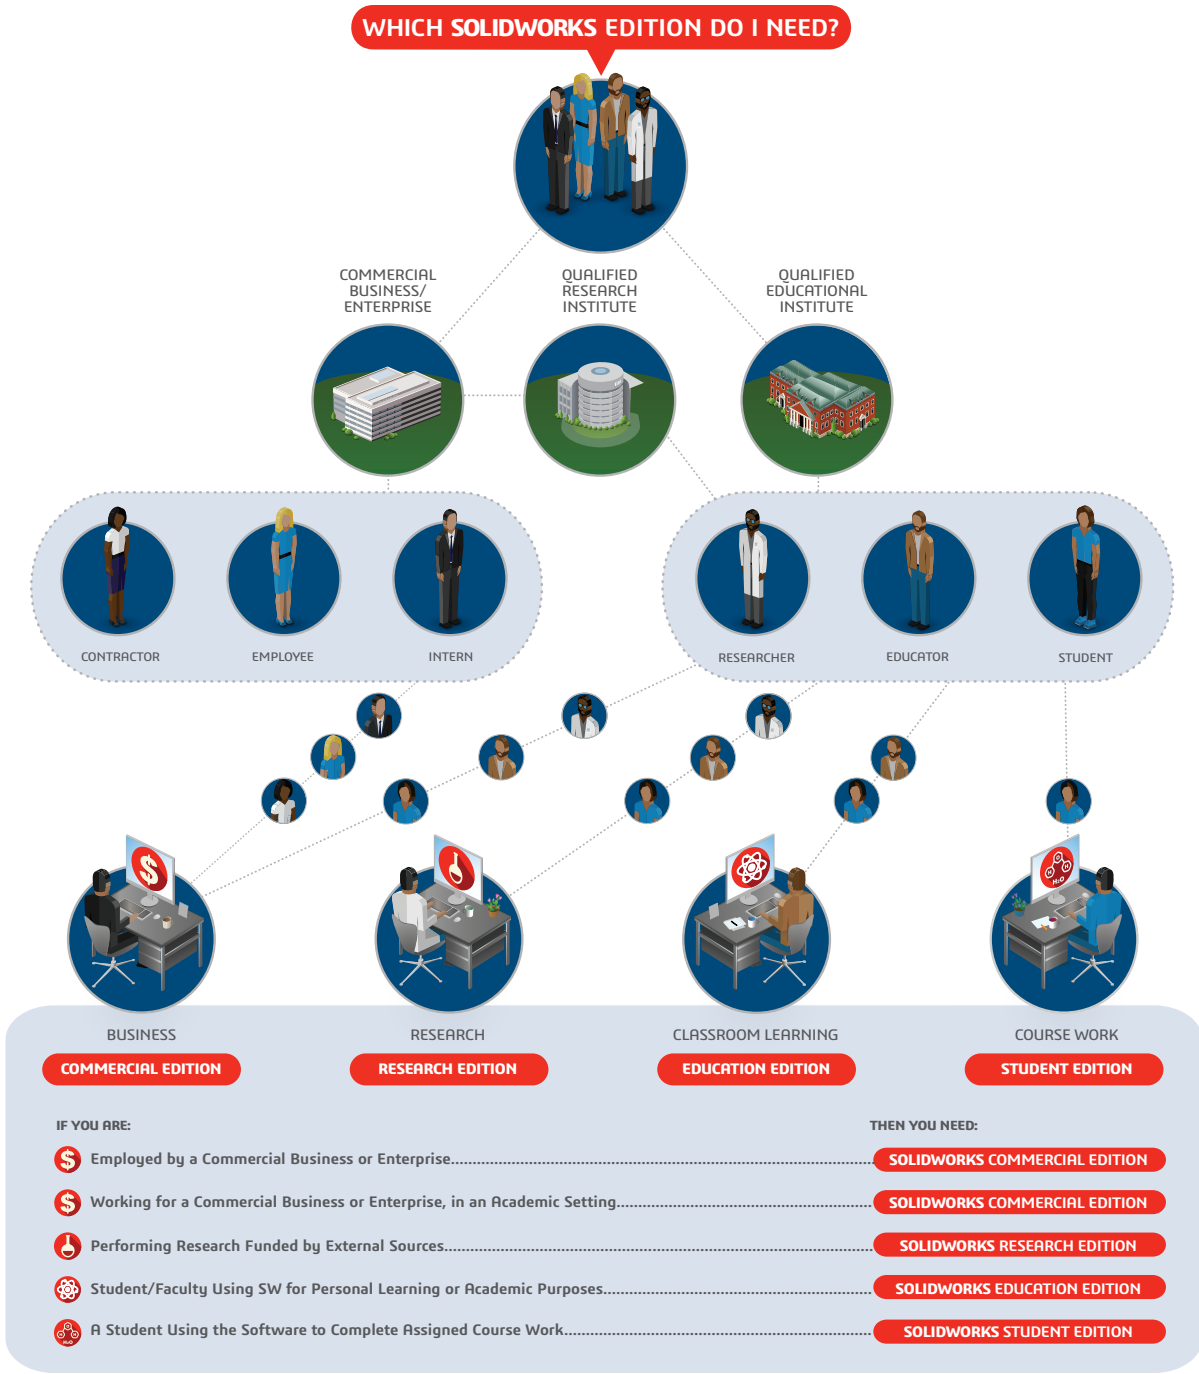 WHICH SOLIDWORKS EDITION DO I NEED?
COMMERCIAL
BUSINESS/
ENTERPRISE
QUALIFIED
RESEARCH
INSTITUTE
QUALIFIED
EDUCATIONAL
INSTITUTE
CONTRACTOR
EMPLOYEE
INTERN
RESEARCHER
EDUCATOR
STUDENT
$
H O H
H₂O
BUSINESS
RESEARCH
CLASSROOM LEARNING
COURSE WORK
COMMERCIAL EDITION
RESEARCH EDITION
EDUCATION EDITION
STUDENT EDITION
IF YOU ARE: THEN YOU NEED:
$ Employed by a Commercial Business or Enterprise SOLIDWORKS COMMERCIAL EDITION
$ Working for a Commercial Business or Enterprise, in an Academic Setting SOLIDWORKS COMMERCIAL EDITION
Performing Research Funded by External Sources SOLIDWORKS RESEARCH EDITION
Student/Faculty Using SW for Personal Learning or Academic Purposes SOLIDWORKS EDUCATION EDITION
H O H H₂O A Student Using the Software to Complete Assigned Course Work SOLIDWORKS STUDENT EDITION